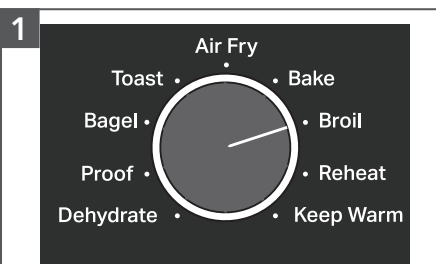 1
Air Fry
Toast Bake
Bagel Broil
Proof Reheat
Dehydrate Keep Warm